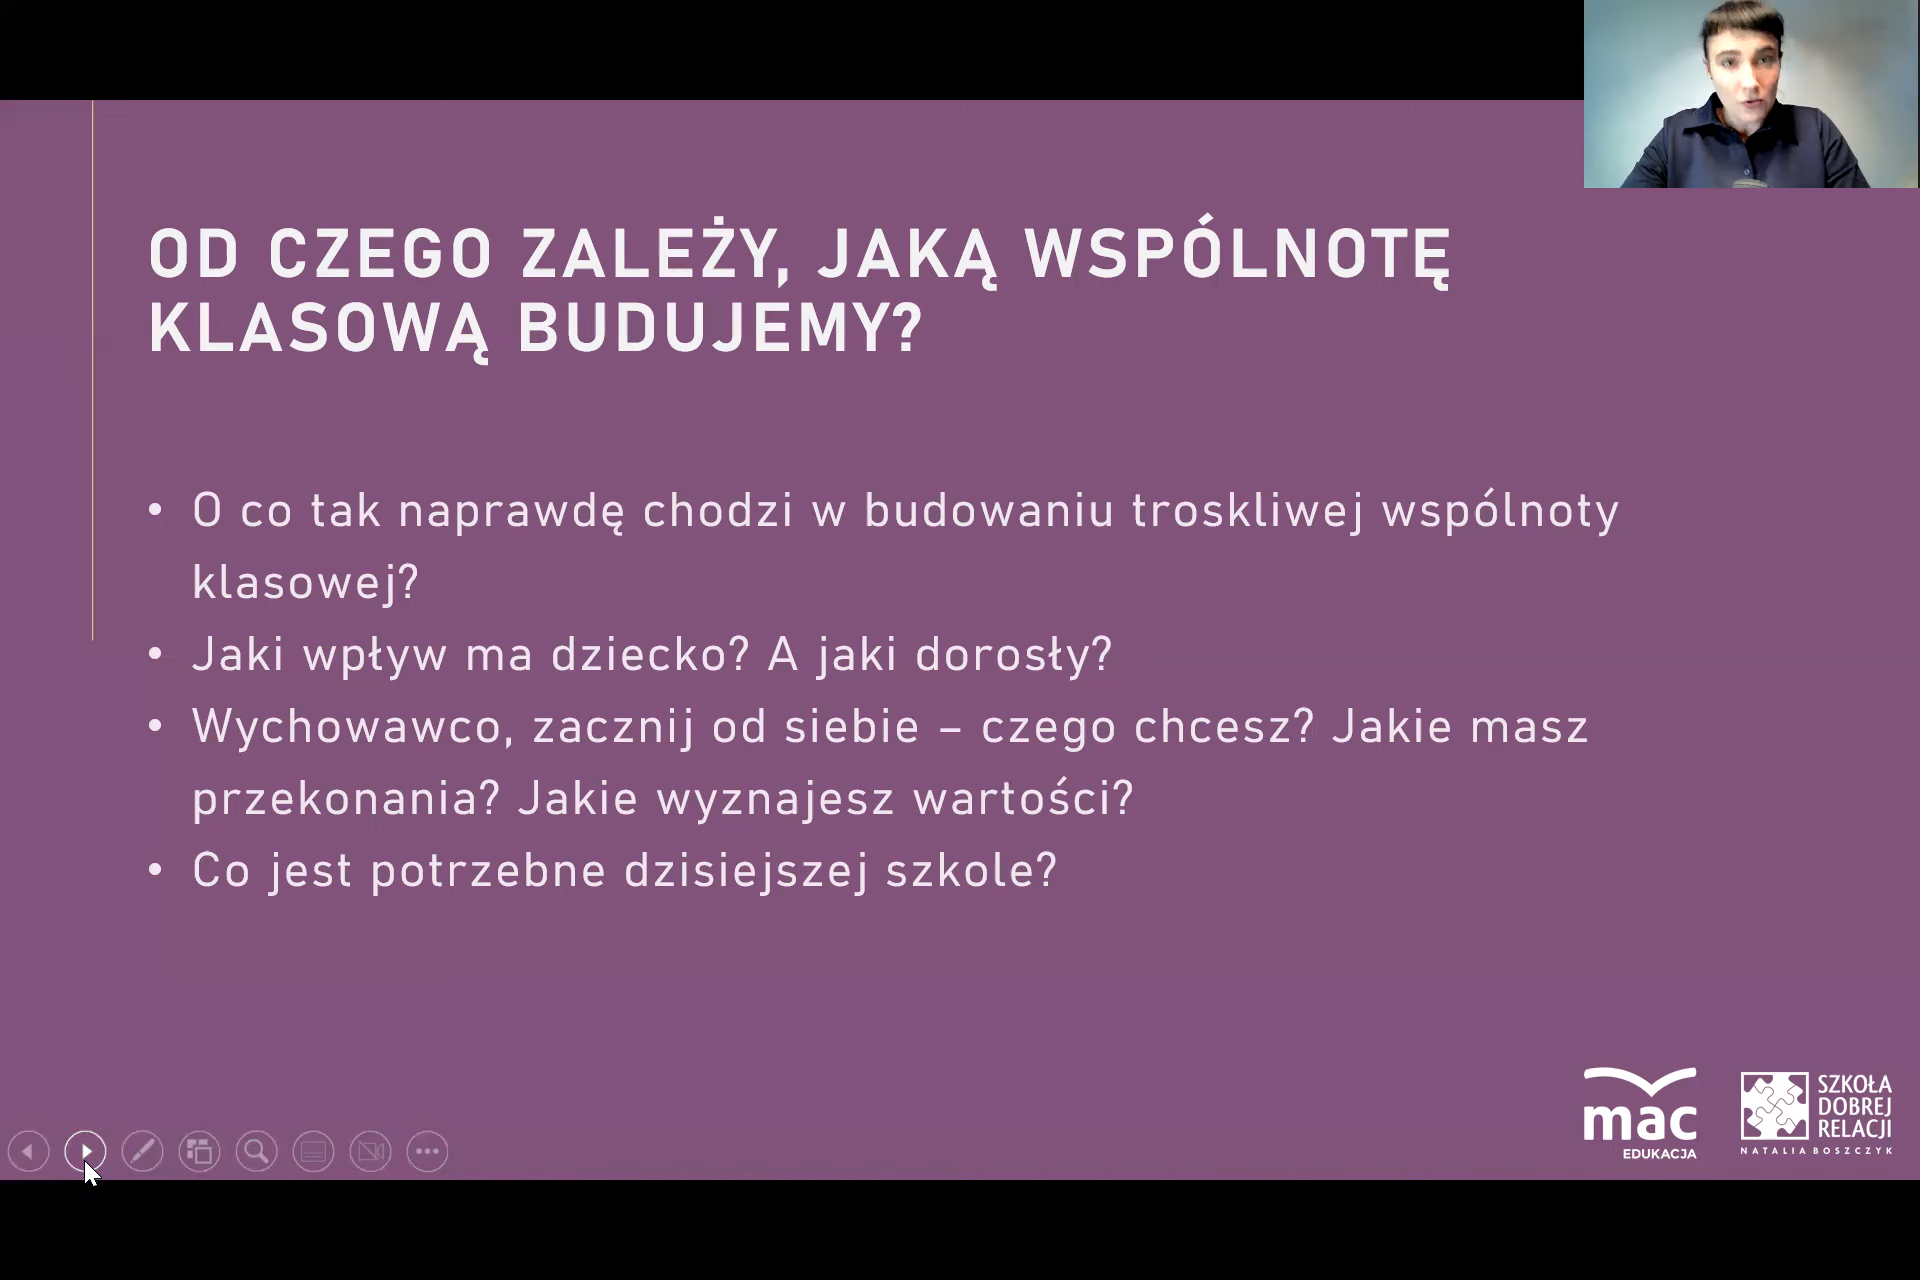 OD CZEGO ZALEŻY, JAKĄ WSPÓLNOTĘ
KLASOWĄ BUDUJEMY?
• O co tak naprawdę chodzi w budowaniu troskliwej wspólnoty
klasowej?
• Jaki wpływ ma dziecko? A jaki dorosły?
• Wychowawco, zacznij od siebie – czego chcesz? Jakie masz
przekonania? Jakie wyznajesz wartości?
• Co jest potrzebne dzisiejszej szkole?
mac
EDUKACJA
SZKOŁA
DOBREJ
RELACJI
NATALIA BOSZCZYK